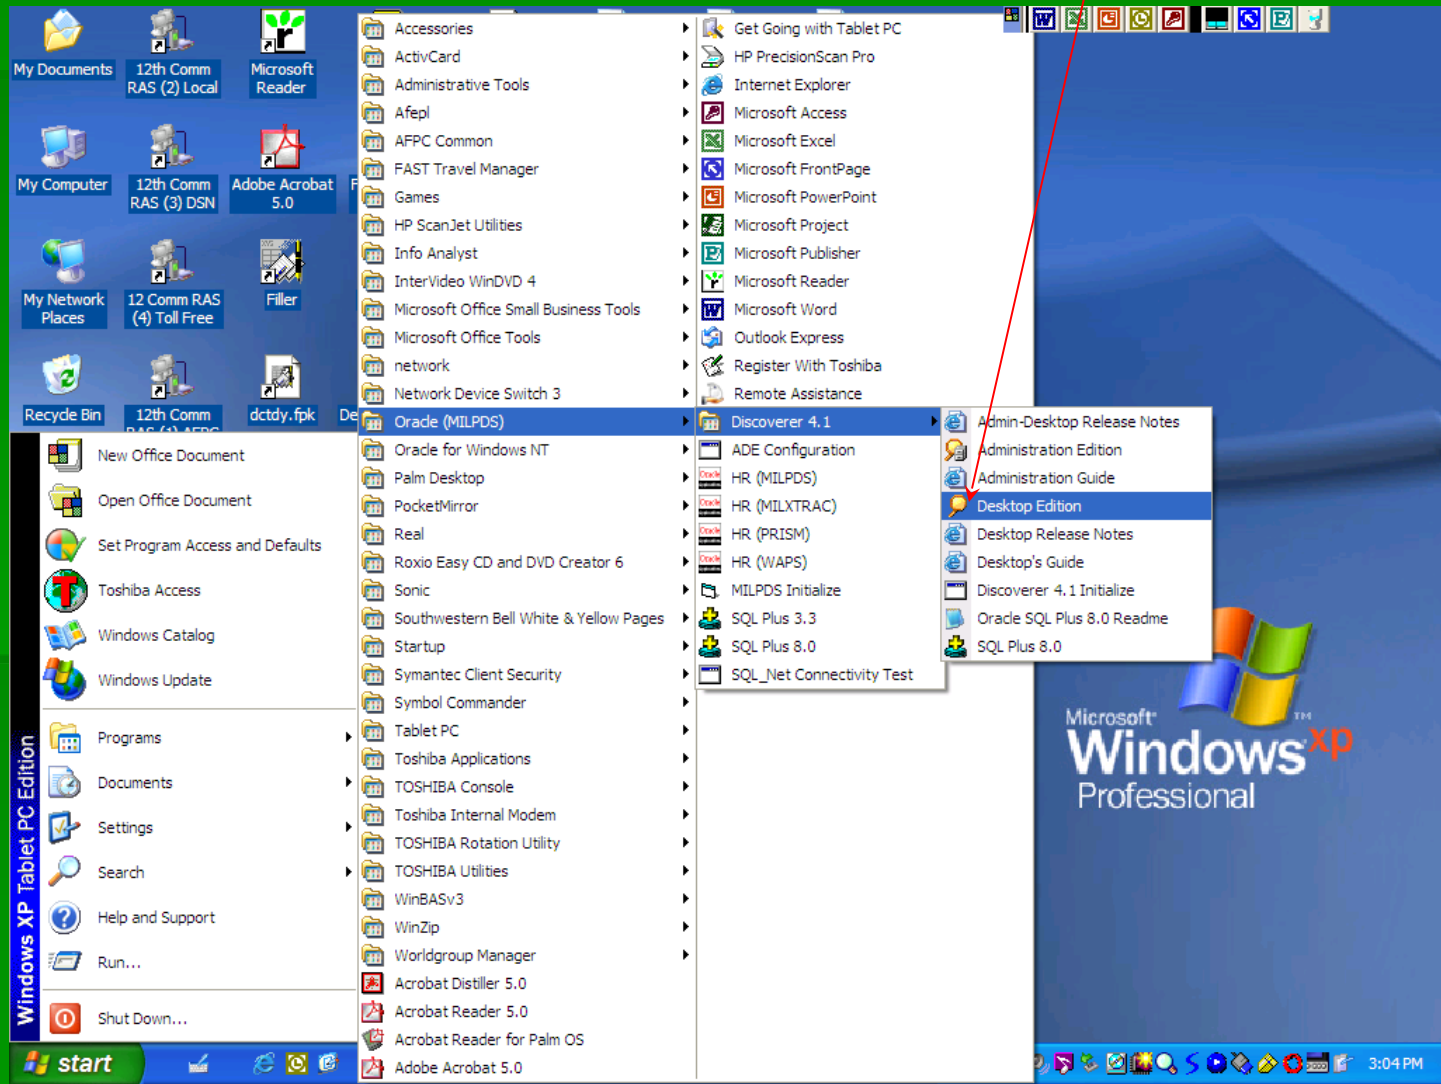 My Documents
12th Comm
RAS (2) Local
Microsoft
Reader
My Computer
12th Comm
RAS (3) DSN
Adobe Acrobat
5.0
F
My Network
Places
12 Comm RAS
(4) Toll Free
Filler
Recycle Bin
12th Comm
RAS (1) AFPC
dctdy.fpk
De
New Office Document
Open Office Document
Set Program Access and Defaults
Toshiba Access
Windows Catalog
Windows Update
Programs
Documents
Settings
Search
Help and Support
Run...
Shut Down...
Windows XP Tablet PC Edition
Accessories
ActivCard
Administrative Tools
Afepl
AFPC Common
FAST Travel Manager
Games
HP ScanJet Utilities
Info Analyst
InterVideo WinDVD 4
Microsoft Office Small Business Tools
Microsoft Office Tools
network
Network Device Switch 3
Oracle (MILPDS)
Oracle for Windows NT
Palm Desktop
PocketMirror
Real
Roxio Easy CD and DVD Creator 6
Sonic
Southwestern Bell White & Yellow Pages
Startup
Symantec Client Security
Symbol Commander
Tablet PC
Toshiba Applications
TOSHIBA Console
Toshiba Internal Modem
TOSHIBA Rotation Utility
TOSHIBA Utilities
WinBASv3
WinZip
Worldgroup Manager
Acrobat Distiller 5.0
Acrobat Reader 5.0
Acrobat Reader for Palm OS
Adobe Acrobat 5.0
Get Going with Tablet PC
HP PrecisionScan Pro
Internet Explorer
Microsoft Access
Microsoft Excel
Microsoft FrontPage
Microsoft PowerPoint
Microsoft Project
Microsoft Publisher
Microsoft Reader
Microsoft Word
Outlook Express
Register With Toshiba
Remote Assistance
Discoverer 4.1
ADE Configuration
HR (MILPDS)
HR (MILXTRAC)
HR (PRISM)
HR (WAPS)
MILPDS Initialize
SQL Plus 3.3
SQL Plus 8.0
SQL_Net Connectivity Test
Admin-Desktop Release Notes
Administration Edition
Administration Guide
Desktop Edition
Desktop Release Notes
Desktop's Guide
Discoverer 4.1 Initialize
Oracle SQL Plus 8.0 Readme
SQL Plus 8.0
Microsoft
Windows xp
Professional
start
3:04 PM